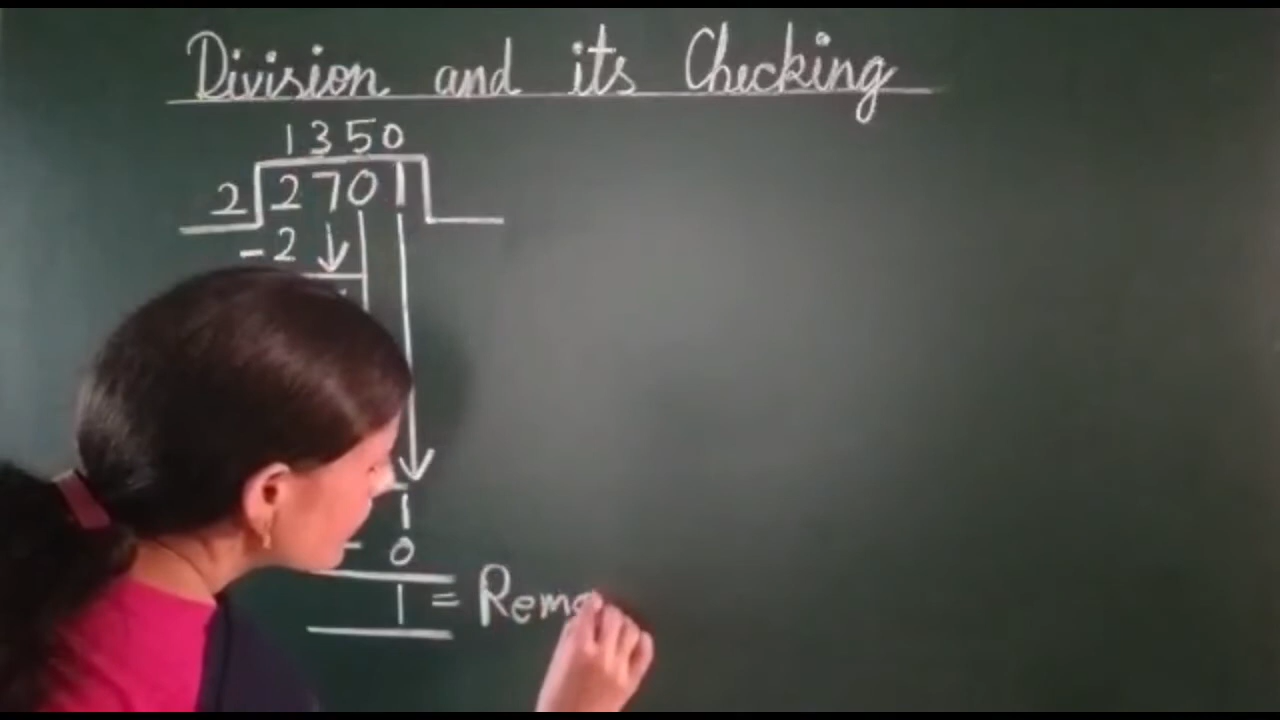 Division and its Checking
1350
2 2701
-2
1
- 0
1 = Rem